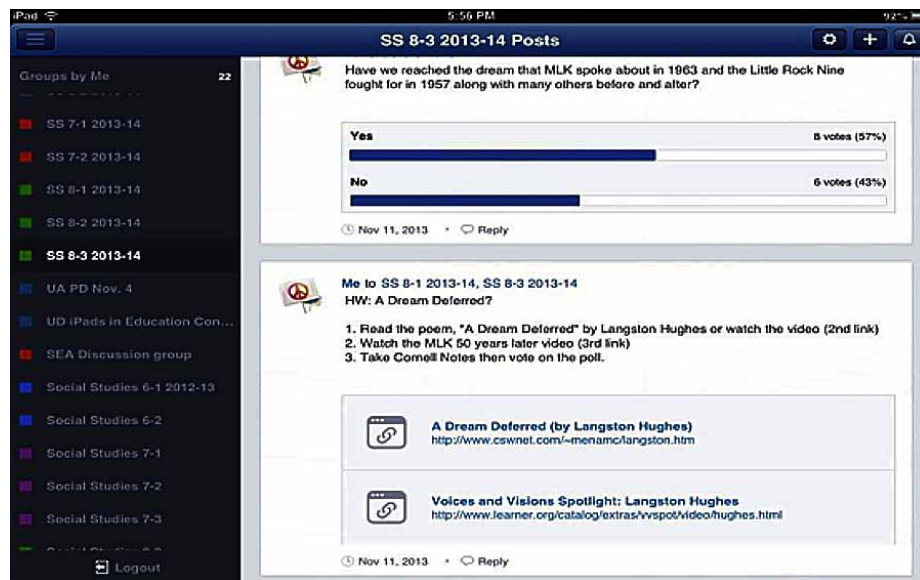 iPad
5:56 PM
92%
SS 8-3 2013-14 Posts
Groups by Me 22
SS 7-1 2013-14
SS 7-2 2013-14
SS 8-1 2013-14
SS 8-2 2013-14
SS 8-3 2013-14
UA PD Nov. 4
UD iPads in Education Con...
SEA Discussion group
Social Studies 6-1 2012-13
Social Studies 6-2
Social Studies 7-1
Social Studies 7-2
Social Studies 7-3
Logout
Have we reached the dream that MLK spoke about in 1963 and the Little Rock Nine
fought for in 1957 along with many others before and after?
Yes 8 votes (57%)
No 6 votes (43%)
Nov 11, 2013 • Reply
Me to SS 8-1 2013-14, SS 8-3 2013-14
HW: A Dream Deferred?
1. Read the poem, "A Dream Deferred" by Langston Hughes or watch the video (2nd link)
2. Watch the MLK 50 years later video (3rd link)
3. Take Cornell Notes then vote on the poll.
A Dream Deferred (by Langston Hughes)
http://www.cswnet.com/~menamc/langston.htm
Voices and Visions Spotlight: Langston Hughes
http://www.learner.org/catalog/extras/vvspot/video/hughes.html
Nov 11, 2013 • Reply